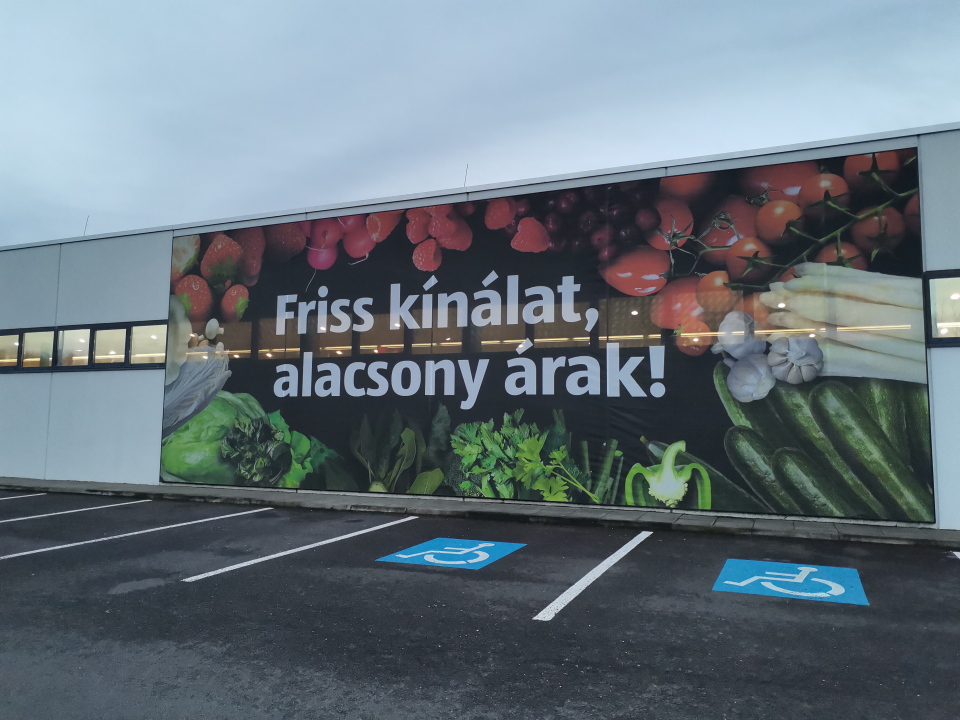 Friss kínálat,
alacsony árak!